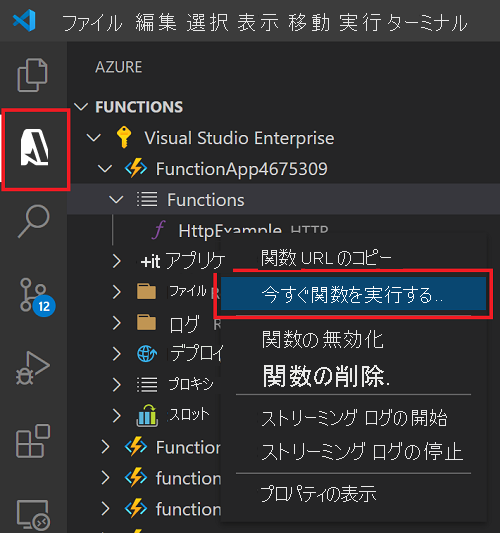 ファイル 編集 選択 表示 移動 実行 ターミナル
AZURE
FUNCTIONS
Visual Studio Enterprise
FunctionApp4675309
Functions
HttpExample HTTP
関数 URL のコピー
+it アプリケ
今すぐ関数を実行する..
ファイル
ログ
関数の無効化
デプロイ
関数の削除.
プロキシ
スロット
ストリーミング ログの開始
Function
ストリーミング ログの停止
function
プロパティの表示
function
12